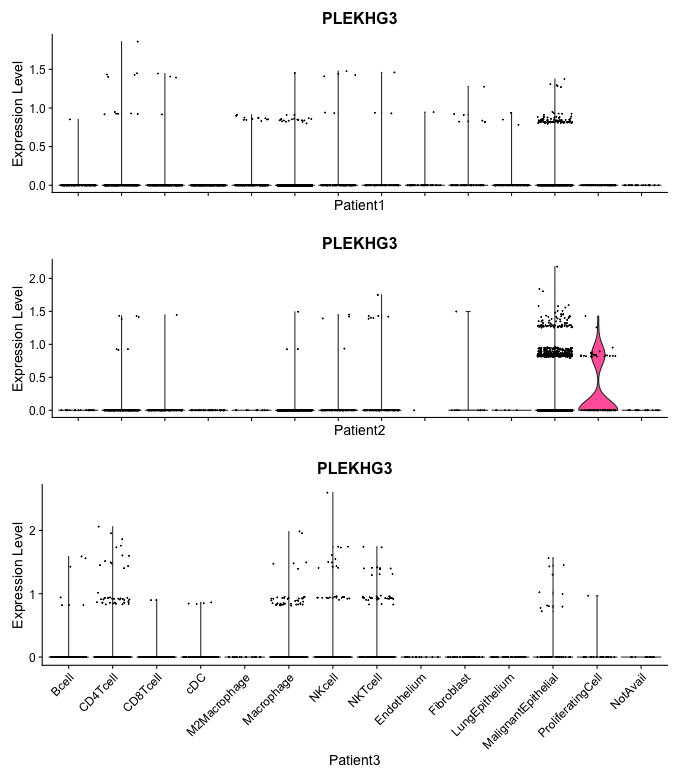 PLEKHG3
Expression Level
1.5
1.0
0.5
0.0
Patient1
PLEKHG3
Expression Level
2.0
1.5
1.0
0.5
0.0
Patient2
PLEKHG3
Expression Level
2
1
0
Bcell
CD4Tcell
CD8Tcell
cDC
M2Macrophage
Macrophage
NKcell
NKTcell
Endothelium
Fibroblast
LungEpithelium
MalignantEpithelial
ProliferatingCell
NotAvail
Patient3